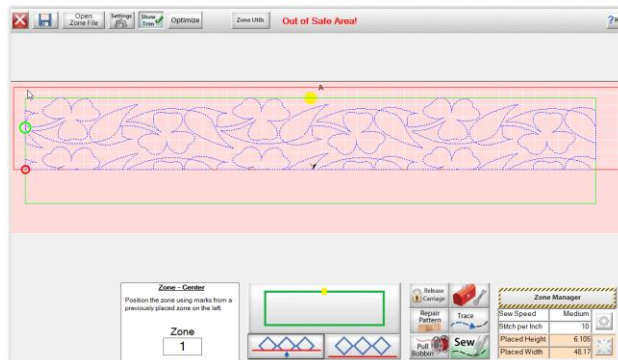 Open
Zone File
Settings
Show
Trim
Optimize
Zone Utils
Out of Safe Area!
?
A
Zone - Center
Position the zone using marks from a
previously placed zone on the left
Zone
1
Release
Carriage
Repair
Pattern
Trace
Pull
Bobbin
Sew
Zone Manager
Sew Speed Medium
Stitch per Inch 10
Placed Height 6.105
Placed Width 48.17